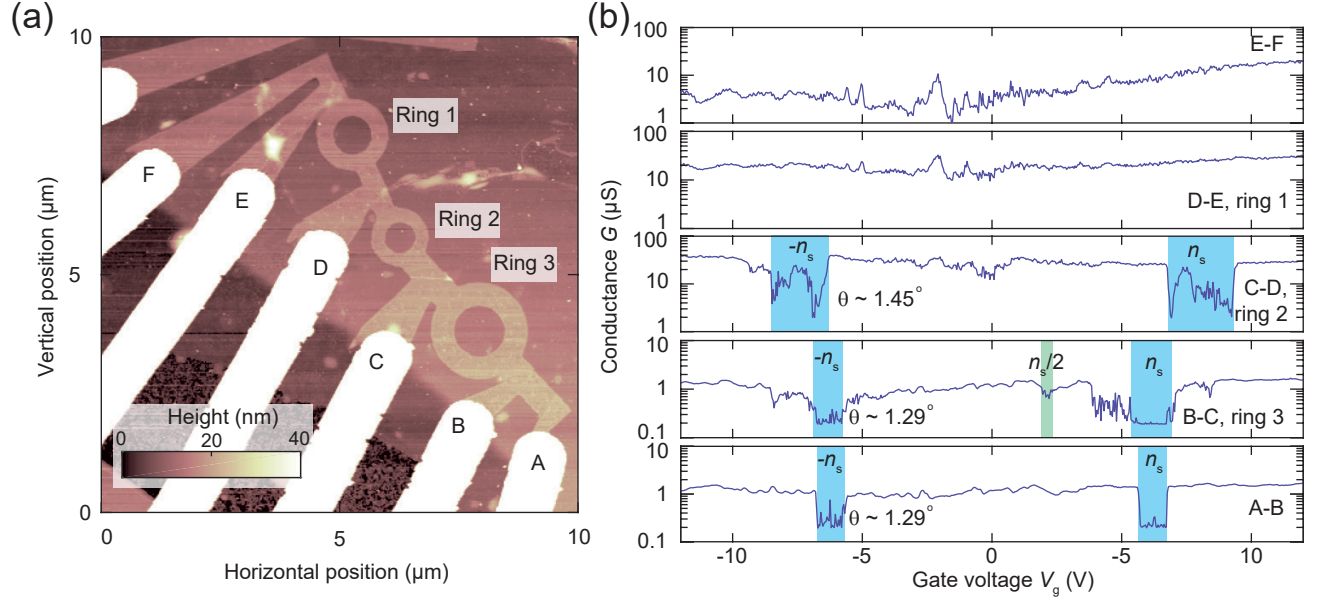 (a)
10
5
0
Vertical position (μm)
0
5
10
Horizontal position (μm)
Ring 1
Ring 2
Ring 3
F
E
D
C
B
A
Height (nm)
0
20
40
(b)
Conductance G (μS)
100
10
1
E-F
100
10
1
D-E, ring 1
100
10
1
-nₛ
θ ~ 1.45°
nₛ
C-D,
ring 2
10
1
0.1
-nₛ
θ ~ 1.29°
nₛ/2
nₛ
B-C, ring 3
10
1
0.1
-nₛ
θ ~ 1.29°
nₛ
A-B
-10
-5
0
-5
10
Gate voltage V_g (V)